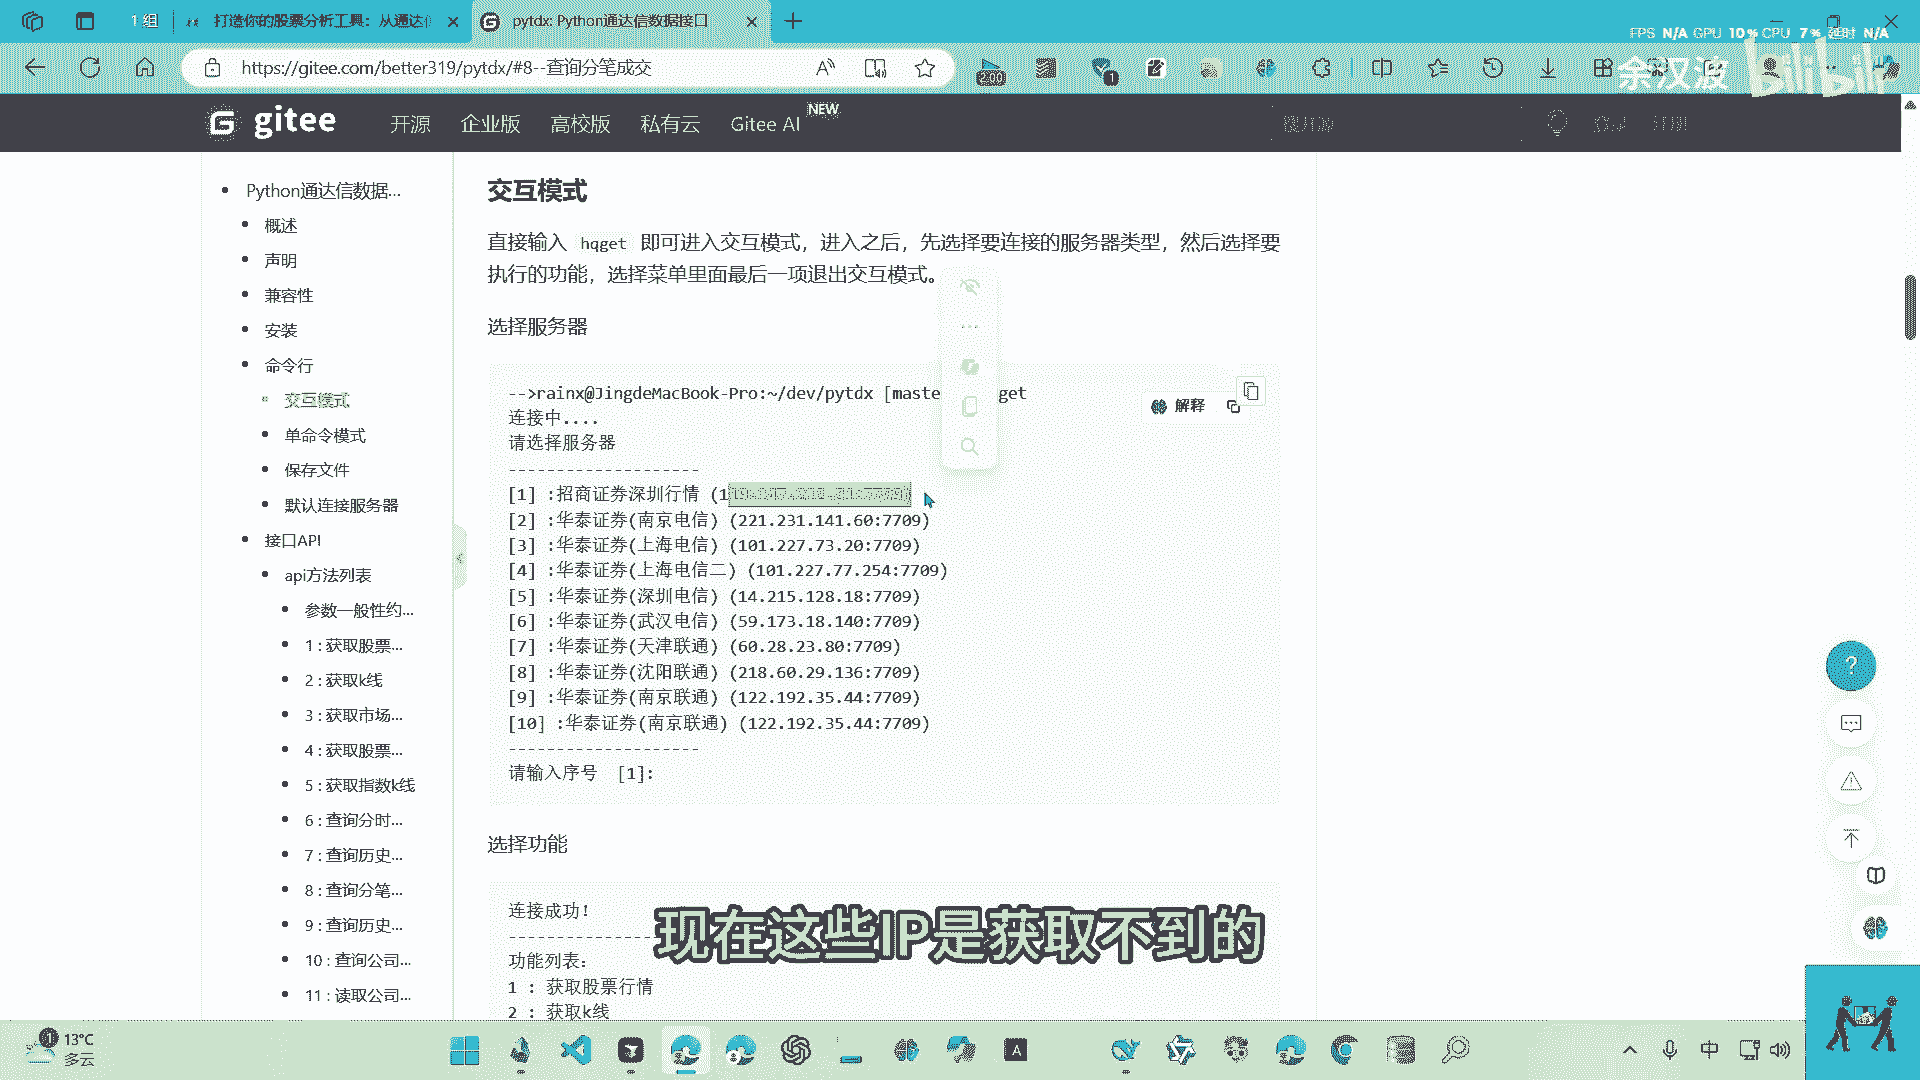 1 组
打造你的股票分析工具：从通达
pytdx: Python通达信数据接口
FPS N/A GPU 10% CPU 7% 延时 N/A
https://gitee.com/better319/pytdx/#8--查询分笔成交
2.00
1
余汉波
bilibili
gitee
开源
企业版
高校版
私有云
Gitee AI
NEW
Python通达信数据...
概述
声明
兼容性
安装
命令行
交互模式
单命令模式
保存文件
默认连接服务器
接口API
api方法列表
参数一般性约...
1 : 获取股票...
2 : 获取k线
3 : 获取市场...
4 : 获取股票...
5 : 获取指数k线
6 : 查询分时...
7 : 查询历史...
8 : 查询分笔...
9 : 查询历史...
10 : 查询公司...
11 : 读取公司...
交互模式
直接输入 hqget 即可进入交互模式，进入之后，先选择要连接的服务器类型，然后选择要
执行的功能，选择菜单里面最后一项退出交互模式。
选择服务器
-->rainx@JingdeMacBook-Pro:~/dev/pytdx [maste get
解释
连接中....
请选择服务器
--------------------
[1] :招商证券深圳行情 (1
[2] :华泰证券(南京电信) (221.231.141.60:7709)
[3] :华泰证券(上海电信) (101.227.73.20:7709)
[4] :华泰证券(上海电信二) (101.227.77.254:7709)
[5] :华泰证券(深圳电信) (14.215.128.18:7709)
[6] :华泰证券(武汉电信) (59.173.18.140:7709)
[7] :华泰证券(天津联通) (60.28.23.80:7709)
[8] :华泰证券(沈阳联通) (218.60.29.136:7709)
[9] :华泰证券(南京联通) (122.192.35.44:7709)
[10] :华泰证券(南京联通) (122.192.35.44:7709)
--------------------
请输入序号  [1]:
选择功能
连接成功！
功能列表:
1 : 获取股票行情
2 : 获取k线
现在这些IP是获取不到的
1
13°C
多云
A
中